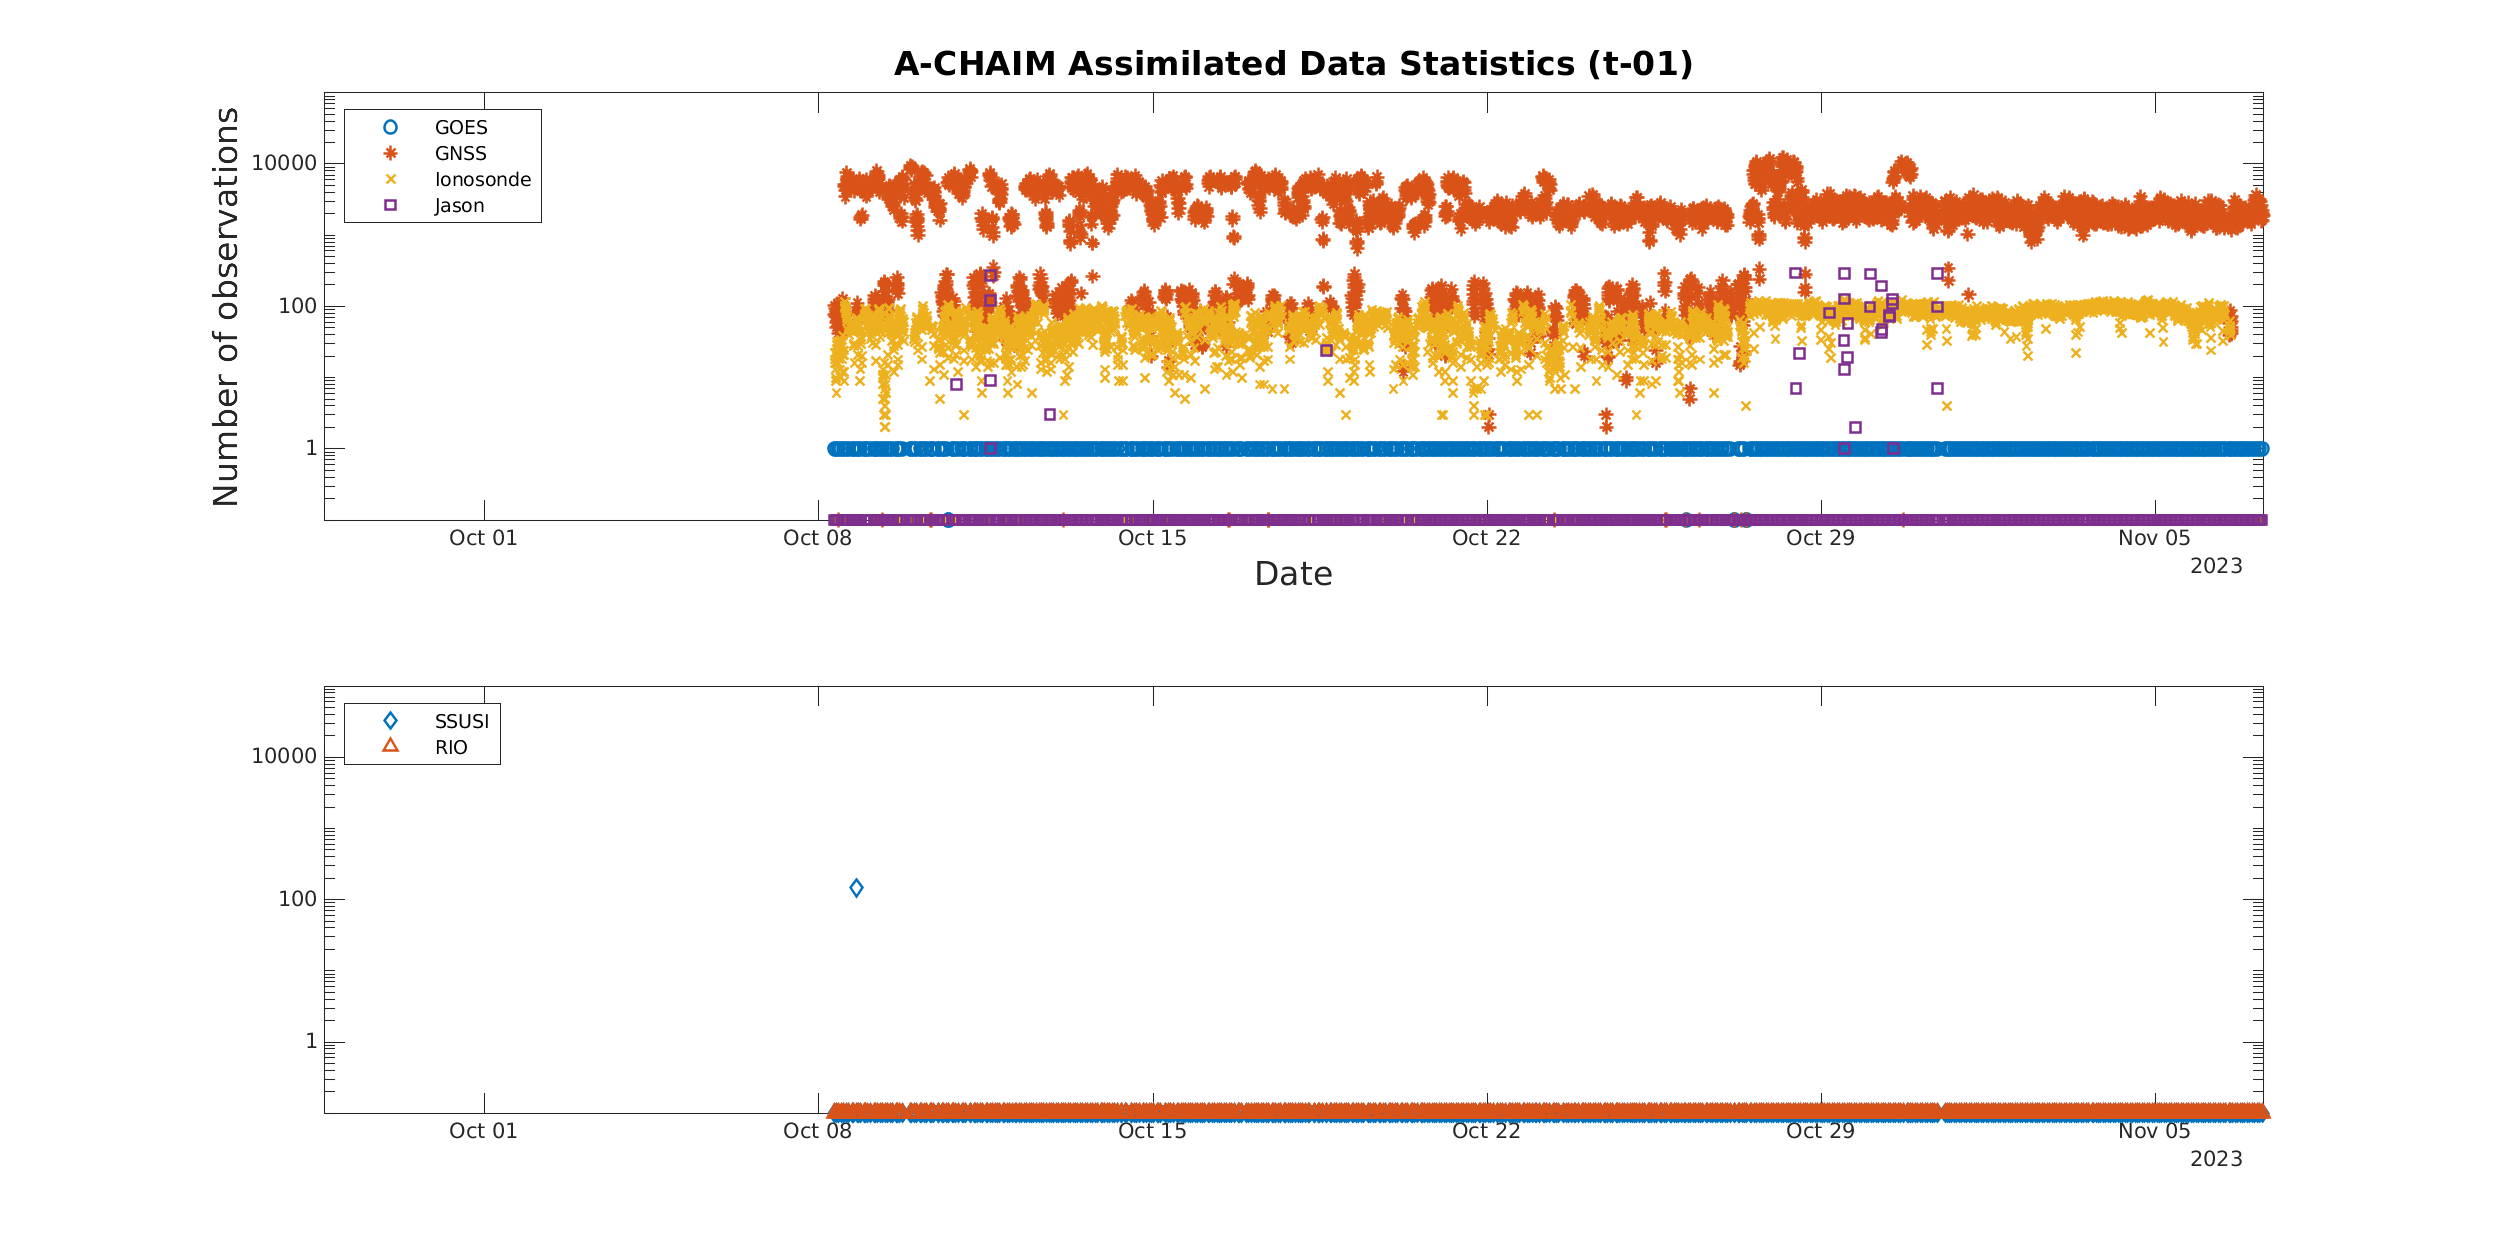 A-CHAIM Assimilated Data Statistics (t-01)
Number of observations
10000
100
1
GOES
GNSS
Ionosonde
Jason
Oct 01
Oct 08
Oct 15
Oct 22
Oct 29
Nov 05
2023
Date
10000
100
1
SSUSI
RIO
Oct 01
Oct 08
Oct 15
Oct 22
Oct 29
Nov 05
2023